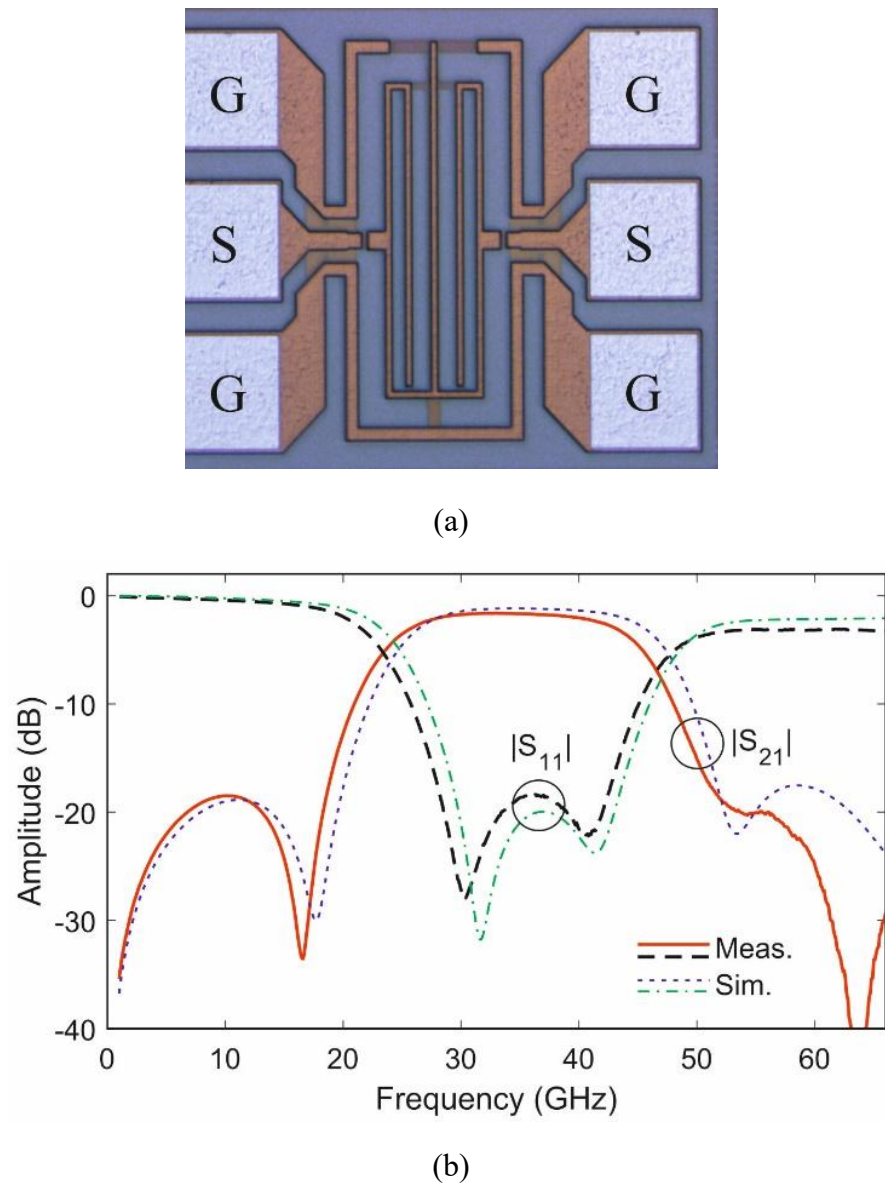 G G
S S
G G
(a)
0
-10
-20
-30
-40
Amplitude (dB)
|S11|
|S21|
Meas.
Sim.
0 10 20 30 40 50 60
Frequency (GHz)
(b)